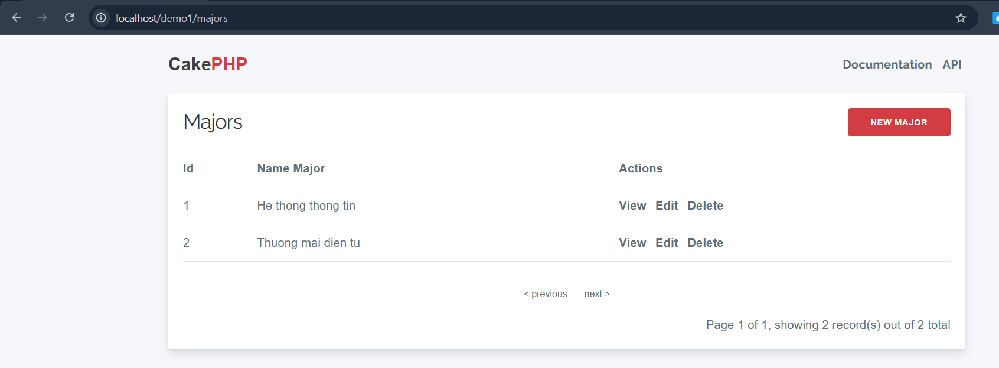 localhost/demo1/majors
CakePHP
Documentation API
Majors
NEW MAJOR
Id Name Major Actions
1 He thong thong tin View Edit Delete
2 Thuong mai dien tu View Edit Delete
< previous next >
Page 1 of 1, showing 2 record(s) out of 2 total